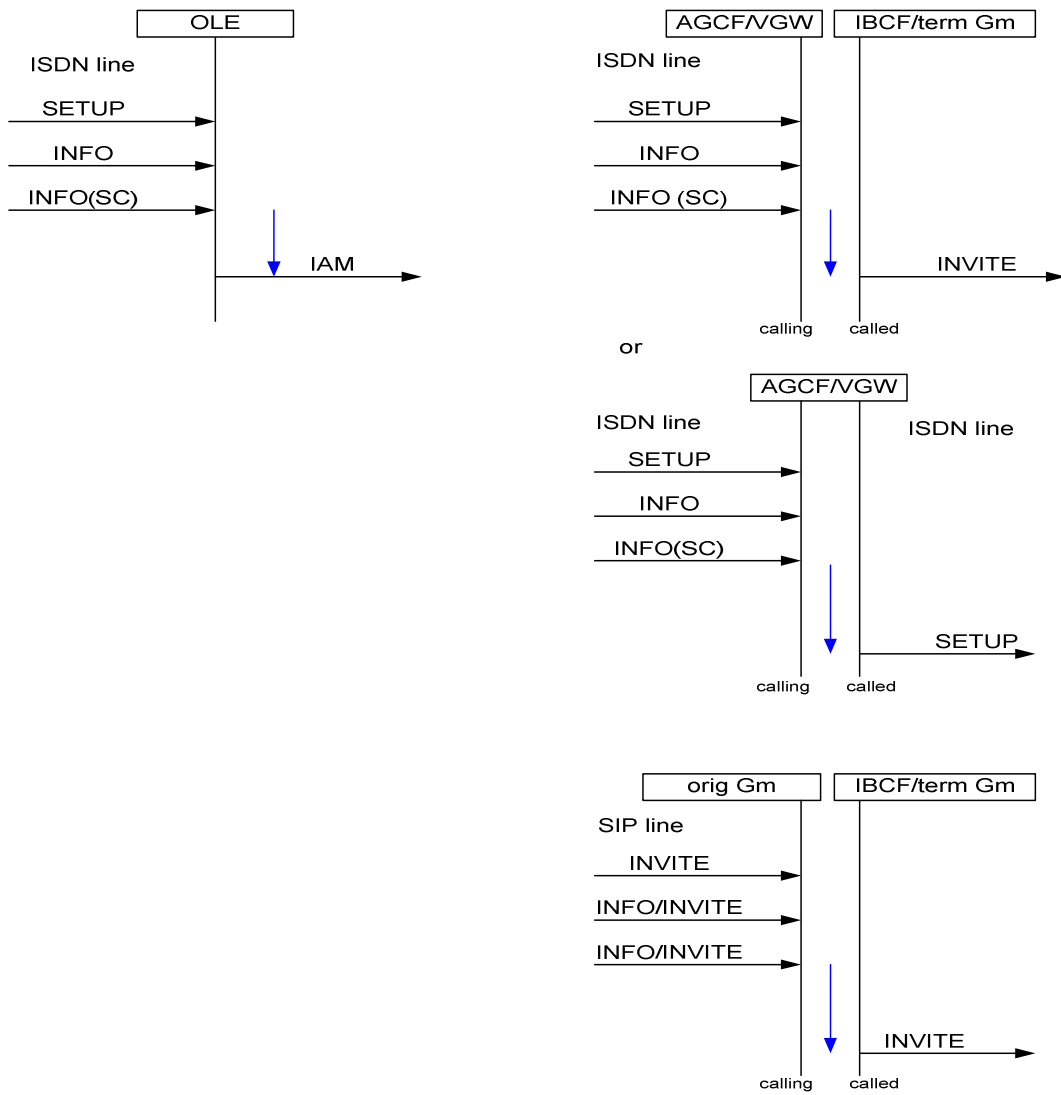 OLE
ISDN line
SETUP
INFO
INFO(SC)
IAM
AGCF/VGW
IBCF/term Gm
ISDN line
SETUP
INFO
INFO (SC)
INVITE
calling
called
or
AGCF/VGW
ISDN line
ISDN line
SETUP
INFO
INFO(SC)
SETUP
calling
called
orig Gm
IBCF/term Gm
SIP line
INVITE
INFO/INVITE
INFO/INVITE
INVITE
calling
called